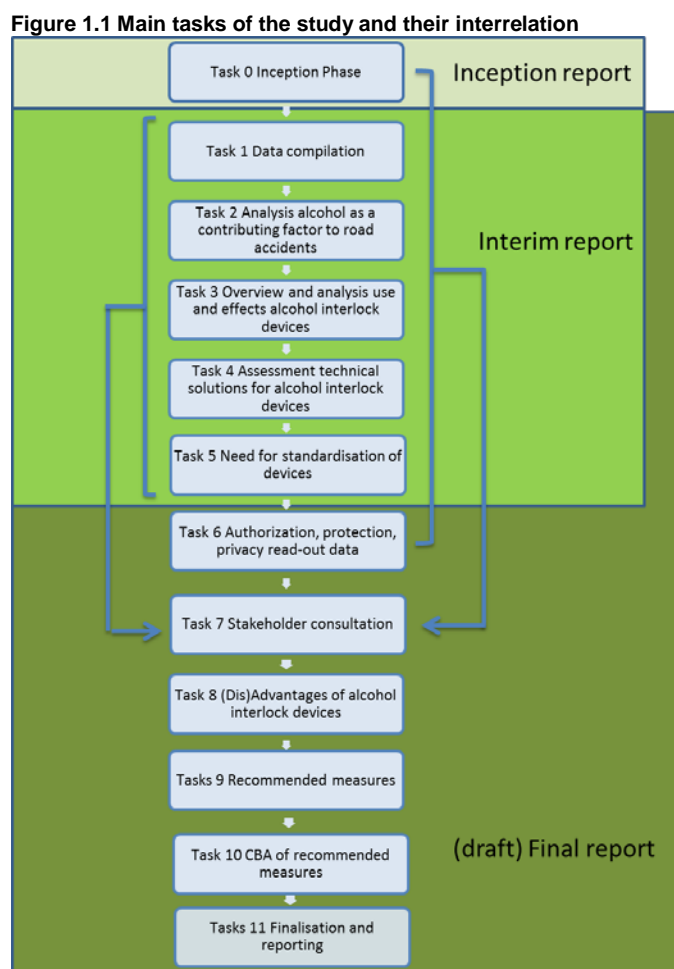 Figure 1.1 Main tasks of the study and their interrelation
Task 0 Inception Phase
Inception report
Task 1 Data compilation
Task 2 Analysis alcohol as a
contributing factor to road
accidents
Interim report
Task 3 Overview and analysis use
and effects alcohol interlock
devices
Task 4 Assessment technical
solutions for alcohol interlock
devices
Task 5 Need for standardisation of
devices
Task 6 Authorization, protection,
privacy read-out data
Task 7 Stakeholder consultation
Task 8 (Dis)Advantages of alcohol
interlock devices
Tasks 9 Recommended measures
Task 10 CBA of recommended
measures
(draft) Final report
Tasks 11 Finalisation and
reporting